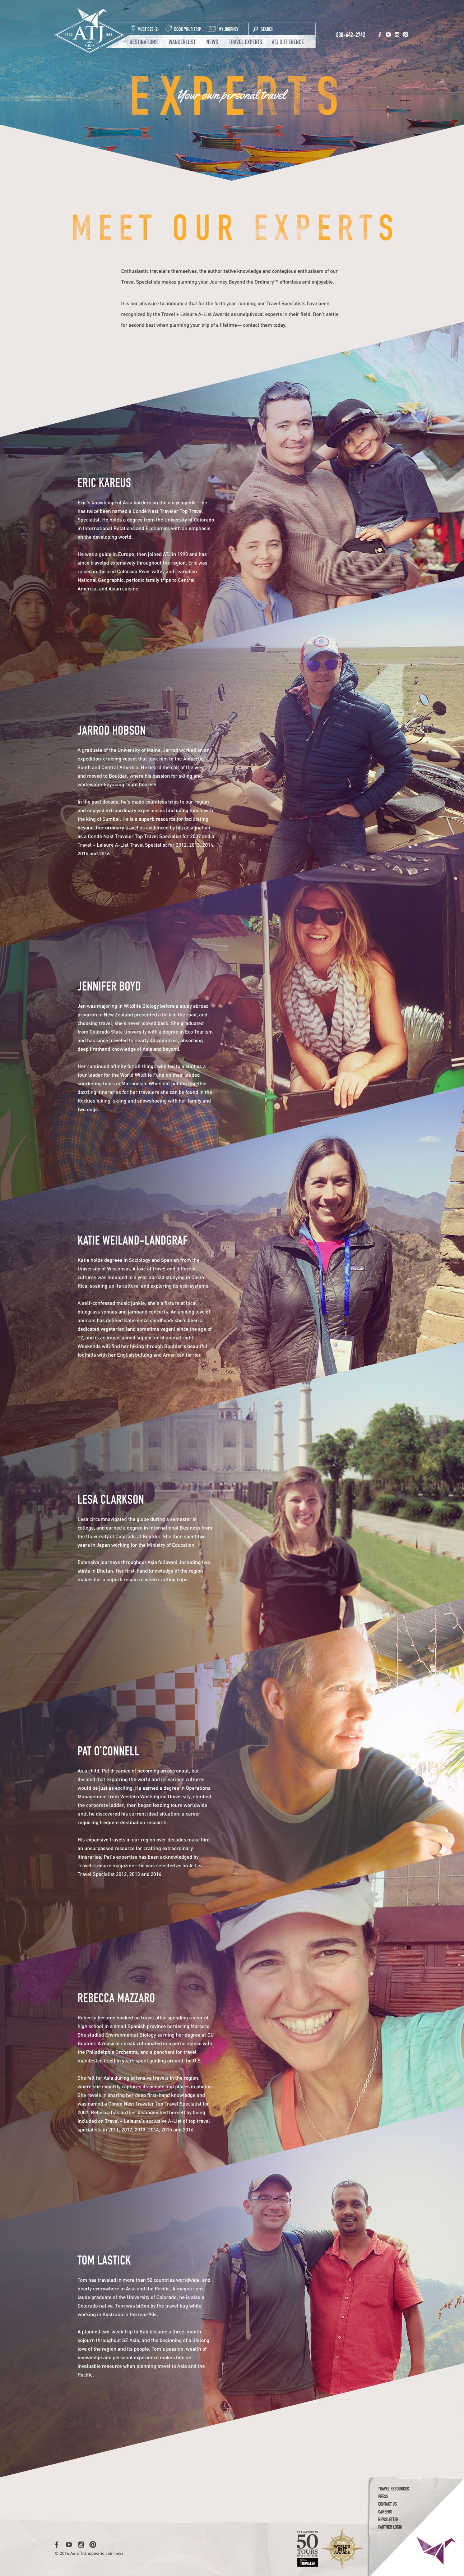 ATJ
MUST SEE (2)
BOOK YOUR TRIP
MY JOURNEY
SEARCH
800-642-2742
DESTINATIONS
WANDERLUST
NEWS
TRAVEL EXPERTS
ATJ DIFFERENCE
EXPERTS
Your own personal travel
MEET OUR EXPERTS
Enthusiastic travelers themselves, the authoritative knowledge and contagious enthusiasm of our
Travel Specialists makes planning your Journey Beyond the Ordinary™ effortless and enjoyable.
It is our pleasure to announce that for the forth-year running, our Travel Specialists have been
recognized by the Travel + Leisure A-List Awards as unequivocal experts in their field. Don't settle
for second best when planning your trip of a lifetime— contact them today.
ERIC KAREUS
Eric's knowledge of Asia borders on the encyclopedic—he
has twice been named a Condé Nast Traveler Top Travel
Specialist. He holds a degree from the University of Colorado
in International Relations and Economics with an emphasis
on the developing world.
He was a guide in Europe, then joined ATJ in 1993 and has
since traveled extensively throughout the region. Eric was
raised in the arid Colorado River valley and reared on
National Geographic, periodic family trips to Central
America, and Asian cuisine.
JARROD HOBSON
A graduate of the University of Maine, Jarrod worked on an
expedition-cruising vessel that took him to the Antarctic,
South and Central America. He heard the call of the west
and moved to Boulder, where his passion for skiing and
whitewater kayaking could flourish.
In the past decade, he's made countless trips to our region
and enjoyed extraordinary experiences (including lunch with
the king of Sumba). He is a superb resource for facilitating
beyond-the-ordinary travel as evidenced by his designation
as a Condé Nast Traveler Top Travel Specialist for 2007 and a
Travel + Leisure A-List Travel Specialist for 2012, 2013, 2014,
2015 and 2016.
JENNIFER BOYD
Jen was majoring in Wildlife Biology before a study abroad
program in New Zealand presented a fork in the road, and
choosing travel, she's never looked back. She graduated
from Colorado State University with a degree in Eco Tourism
and has since traveled to nearly 40 countries, absorbing
deep firsthand knowledge of Asia and beyond.
Her continued affinity for all things wild led to a stint as a
tour leader for the World Wildlife Fund on their guided
snorkeling tours in Micronesia. When not putting together
dazzling itineraries for her travelers she can be found in the
Rockies hiking, skiing and snowshoeing with her family and
two dogs.
KATIE WEILAND-LANDGRAF
Katie holds degrees in Sociology and Spanish from the
University of Wisconsin. A love of travel and different
cultures was indulged in a year abroad studying in Costa
Rica, soaking up its culture, and exploring its eco-systems.
A self-confessed music junkie, she's a fixture at local
bluegrass venues and jamband concerts. An abiding love of
animals has defined Katie since childhood; she's been a
dedicated vegetarian (and sometime vegan) since the age of
12, and is an impassioned supporter of animal rights.
Weekends will find her hiking through Boulder's beautiful
foothills with her English bulldog and American terrier.
LESA CLARKSON
Lesa circumnavigated the globe during a semester in
college, and earned a degree in International Business from
the University of Colorado at Boulder. She then spent two
years in Japan working for the Ministry of Education.
Extensive journeys throughout Asia followed, including two
stints in Bhutan. Her first-hand knowledge of the region
makes her a superb resource when crafting trips.
PAT O'CONNELL
As a child, Pat dreamed of becoming an astronaut, but
decided that exploring the world and its various cultures
would be just as exciting. He earned a degree in Operations
Management from Western Washington University, climbed
the corporate ladder, then began leading tours worldwide
until he discovered his current ideal situation: a career
requiring frequent destination research.
His expansive travels in our region over decades make him
an unsurpassed resource for crafting extraordinary
itineraries. Pat's expertise has been acknowledged by
Travel+Leisure magazine—he was selected as an A-List
Travel Specialist 2012, 2013 and 2016.
REBECCA MAZZARO
Rebecca became hooked on travel after spending a year of
high school in a small Spanish province bordering Morocco.
She studied Environmental Biology earning her degree at CU
Boulder. A musical streak culminated in a performance with
the Philadelphia Orchestra, and a penchant for travel
manifested itself in years spent guiding around the U.S.
She fell for Asia during extensive travels in the region,
where she expertly captures its people and places in photos.
She revels in sharing her deep first-hand knowledge and
was named a Conde Nast Traveler Top Travel Specialist for
2007. Rebecca has further distinguished herself by being
included on Travel + Leisure's exclusive A-List of top travel
specialists in 2011, 2012, 2013, 2014, 2015 and 2016.
TOM LASTICK
Tom has traveled in more than 50 countries worldwide, and
nearly everywhere in Asia and the Pacific. A magna cum
laude graduate of the University of Colorado, he is also a
Colorado native. Tom was bitten by the travel bug while
working in Australia in the mid-90s.
A planned two-week trip to Bali became a three-month
sojourn throughout SE Asia, and the beginning of a lifelong
love of the region and its people. Tom's passion, wealth of
knowledge and personal experience makes him an
invaluable resource when planning travel to Asia and the
Pacific.
TRAVEL RESOURCES
PRESS
CONTACT US
CAREERS
NEWSLETTER
PARTNER LOGIN
© 2016 Asia Transpacific Journeys
50
TOURS
TRAVELER
WORLD'S
BEST
AWARDS